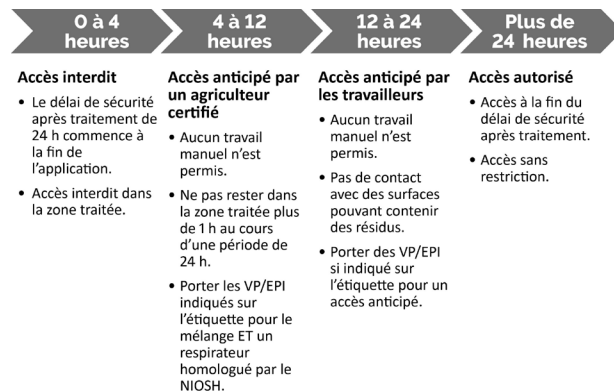 0 à 4
heures
4 à 12
heures
12 à 24
heures
Plus de
24 heures
Accès interdit
• Le délai de sécurité
après traitement de
24 h commence à
la fin de
l’application.
• Accès interdit dans
la zone traitée.
Accès anticipé par
un agriculteur
certifié
• Aucun travail
manuel n’est
permis.
• Ne pas rester dans
la zone traitée plus
de 1 h au cours
d’une période de
24 h.
• Porter les VP/EPI
indiqués sur
l’étiquette pour le
mélange ET un
respirateur
homologué par le
NIOSH.
Accès anticipé par
les travailleurs
• Aucun travail
manuel n’est
permis.
• Pas de contact
avec des surfaces
pouvant contenir
des résidus.
• Porter des VP/EPI
si indiqué sur
l’étiquette pour un
accès anticipé.
Accès autorisé
• Accès à la fin du
délai de sécurité
après traitement.
• Accès sans
restriction.